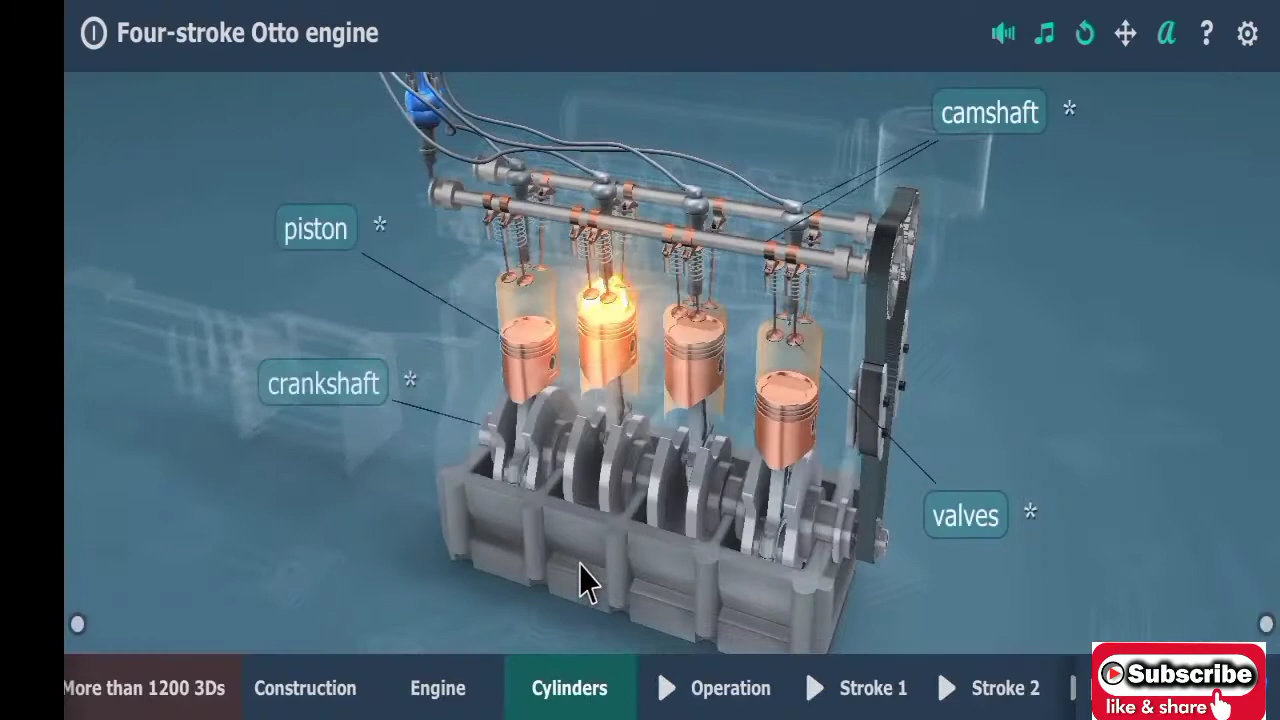 Four-stroke Otto engine
a ?
camshaft *
piston *
crankshaft *
valves *
More than 1200 3Ds Construction Engine Cylinders Operation Stroke 1 Stroke 2
Subscribe
like & share